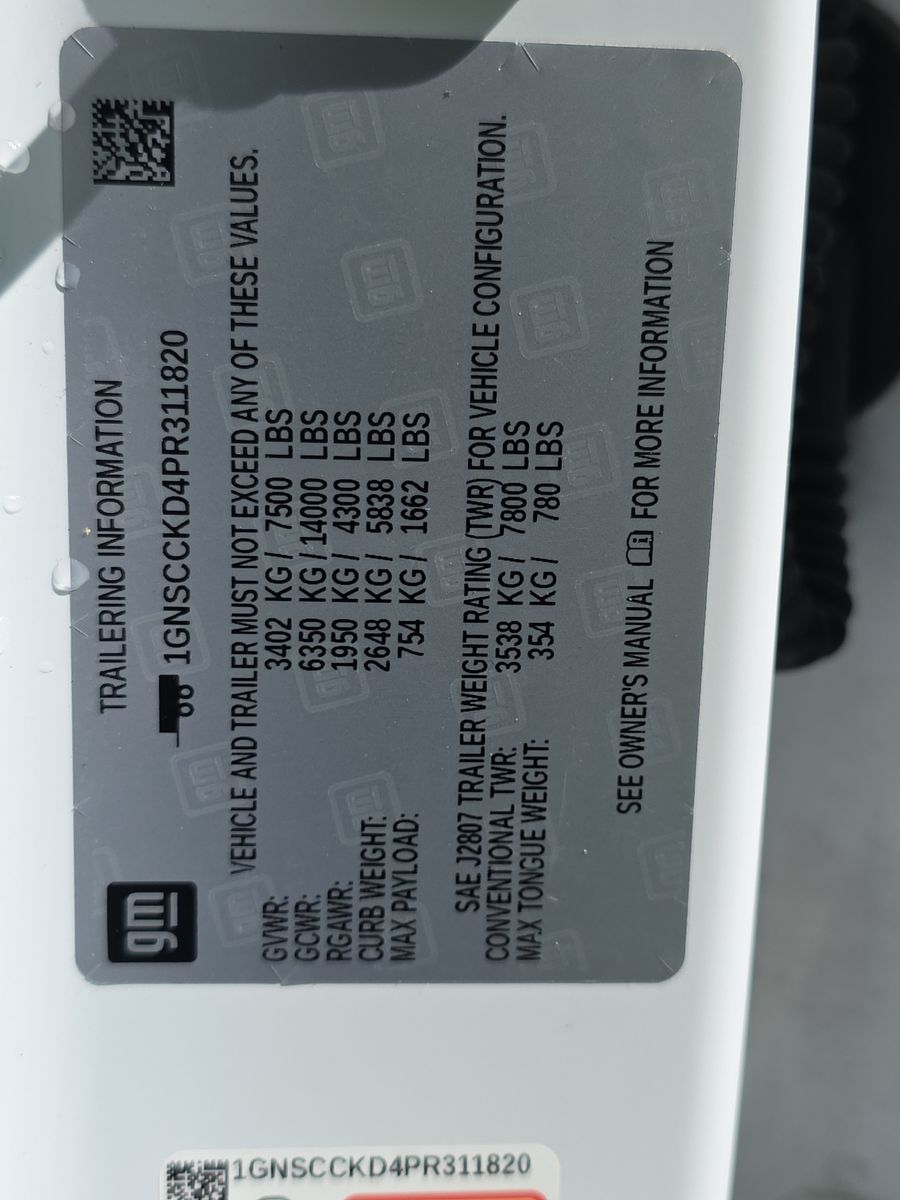 gm
TRAILERING INFORMATION
1GNSCCKD4PR311820
VEHICLE AND TRAILER MUST NOT EXCEED ANY OF THESE VALUES.
GVWR: 3402 KG / 7500 LBS
GCWR: 6350 KG / 14000 LBS
RGAWR: 1950 KG / 4300 LBS
CURB WEIGHT: 2648 KG / 5838 LBS
MAX PAYLOAD: 754 KG / 1662 LBS
SAE J2807 TRAILER WEIGHT RATING (TWR) FOR VEHICLE CONFIGURATION.
CONVENTIONAL TWR: 3538 KG / 7800 LBS
MAX TONGUE WEIGHT: 354 KG / 780 LBS
SEE OWNER'S MANUAL FOR MORE INFORMATION
1GNSCCKD4PR311820